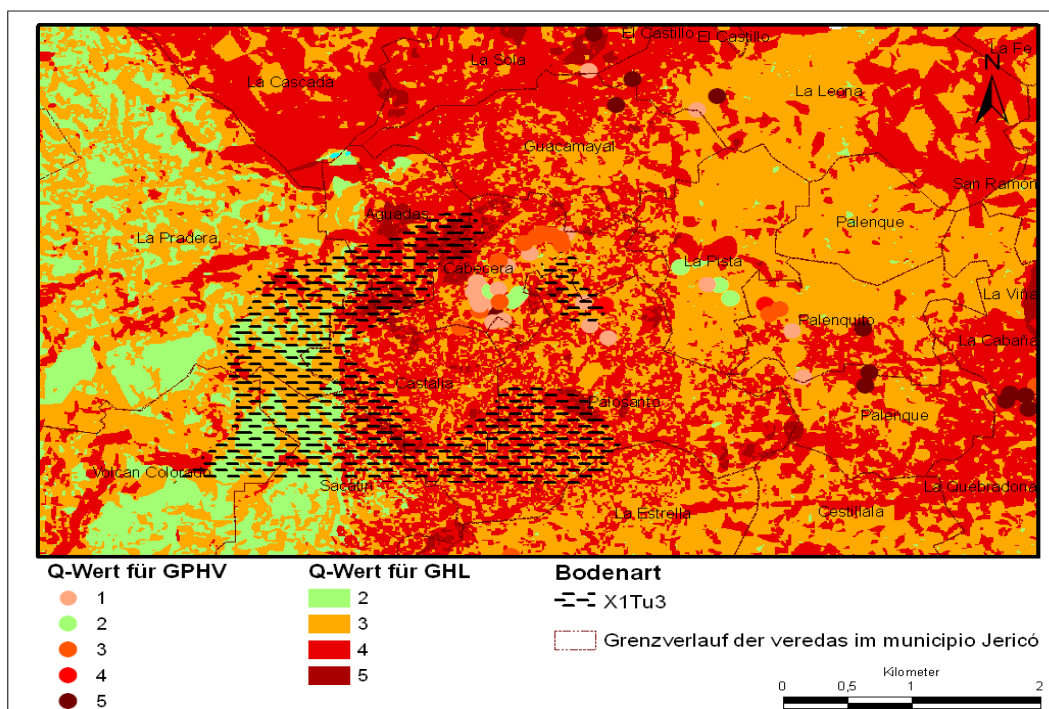 El Castillo
El Castillo
La Fe
La Sola
N
La Cascada
La Leona
Guacamayal
San Ramon
Aguadas
Palenque
La Pradera
Cabecera
La Pista
La Viña
Palenquito
La Cabaña
Castalia
Palosanto
Palenque
Volcan Colorado
Sacatin
La Quebradona
La Estrella
Cestillala
Q-Wert für GPHV
1
2
3
4
5
Q-Wert für GHL
2
3
4
5
Bodenart
X1Tu3
Grenzverlauf der veredas im municipio Jericó
Kilometer
0 0,5 1 2